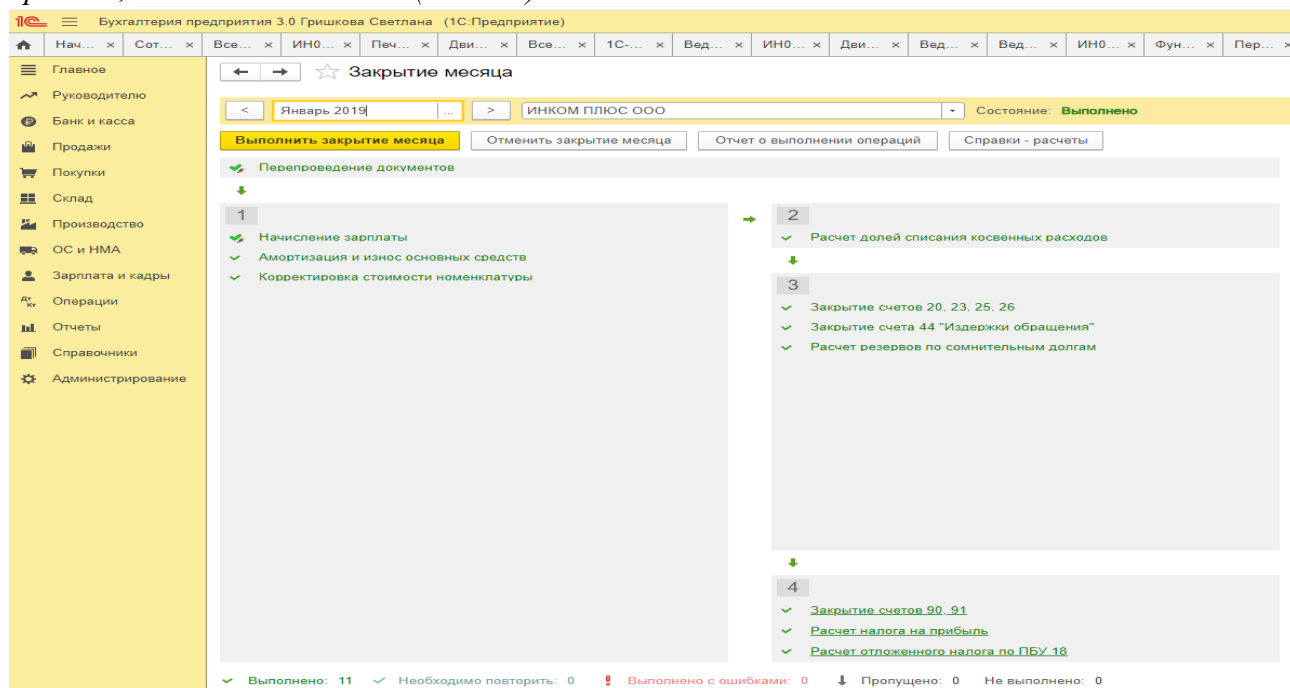 1С Бухгалтерия предприятия 3.0 Гришкова Светлана (1С:Предприятие)
Нач... × Сот... × Все... × ИН0... × Печ... × Дви... × Все... × 1С-... × Вед... × ИН0... × Дви... × Вед... × Вед... × ИН0... × Фун... × Пер... ×
Главное
Руководителю
Банк и касса
Продажи
Покупки
Склад
Производство
ОС и НМА
Зарплата и кадры
Операции
Отчеты
Справочники
Администрирование
Закрытие месяца
< Январь 2019 ... > ИНКОМ ПЛЮС ООО Состояние: Выполнено
Выполнить закрытие месяца Отменить закрытие месяца Отчет о выполнении операций Справки - расчеты
Перепроведение документов
1
Начисление зарплаты
Амортизация и износ основных средств
Корректировка стоимости номенклатуры
2
Расчет долей списания косвенных расходов
3
Закрытие счетов 20, 23, 25, 26
Закрытие счета 44 "Издержки обращения"
Расчет резервов по сомнительным долгам
4
Закрытие счетов 90, 91
Расчет налога на прибыль
Расчет отложенного налога по ПБУ 18
Выполнено: 11 Необходимо повторить: 0 Выполнено с ошибками: 0 Пропущено: 0 Не выполнено: 0